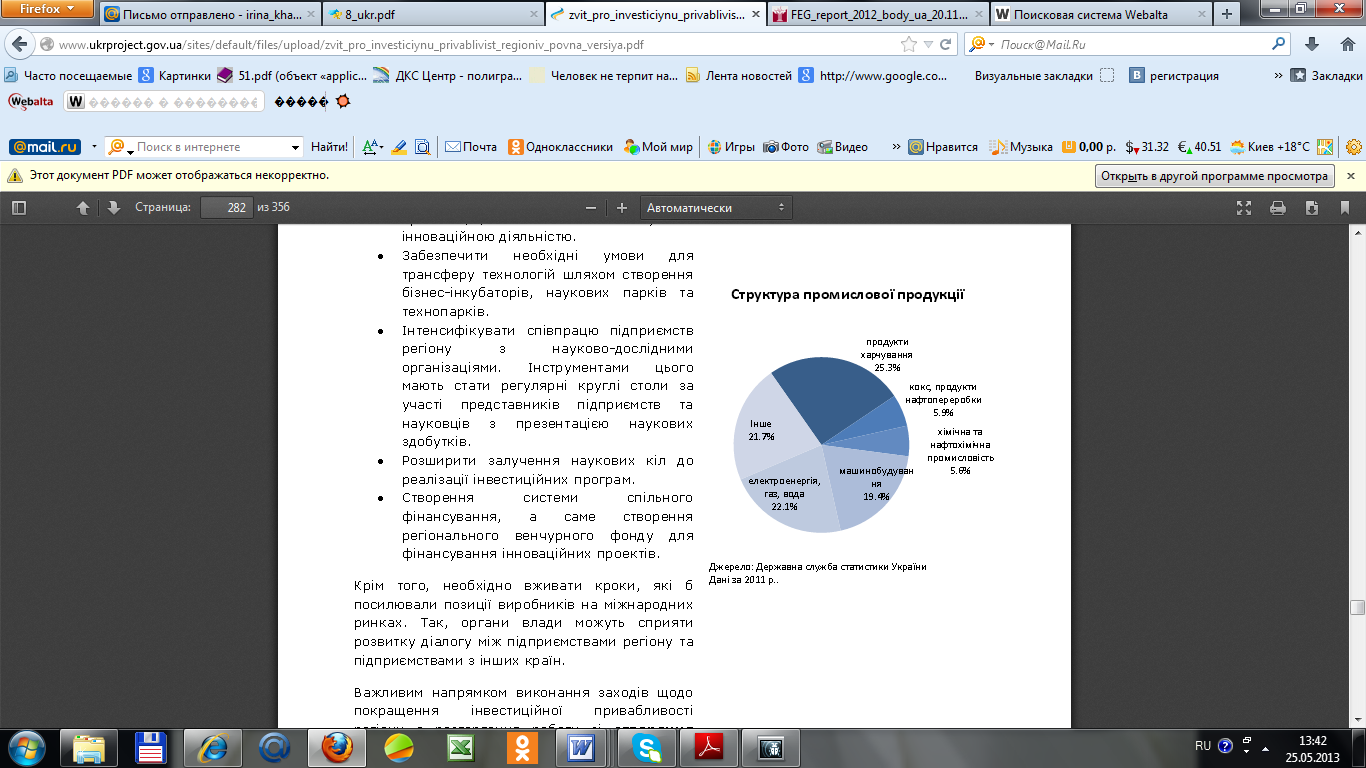 Firefox
Письмо отправлено - irina_kha...
8_ukr.pdf
zvit_pro_investiciynu_privablivis...
FEG_report_2012_body_ua_20.11...
Поисковая система Webalta
www.ukrproject.gov.ua/sites/default/files/upload/zvit_pro_investiciynu_privablivist_regioniv_povna_versiya.pdf
Поиск@Mail.Ru
Часто посещаемые
Картинки
51.pdf (объект «applic...
ДКС Центр - полигра...
Человек не терпит на...
Лента новостей
http://www.google.co...
Визуальные закладки
регистрация
Закладки
Webalta
@mail.ru
Поиск в интернете
Найти!
Почта
Одноклассники
Мой мир
Игры
Фото
Видео
Нравится
Музыка
0,00 р.
$ 31.32
€ 40.51
Киев +18°C
Этот документ PDF может отображаться некорректно.
Открыть в другой программе просмотра
Страница: 282 из 356
Автоматически
інноваційною діяльністю.
• Забезпечити необхідні умови для
трансферу технологій шляхом створення
бізнес-інкубаторів, наукових парків та
технопарків.
• Інтенсифікувати співпрацю підприємств
регіону з науково-дослідними
організаціями. Інструментами цього
мають стати регулярні круглі столи за
участі представників підприємств та
науковців з презентацією наукових
здобутків.
• Розширити залучення наукових кіл до
реалізації інвестиційних програм.
• Створення системи спільного
фінансування, а саме створення
регіонального венчурного фонду для
фінансування інноваційних проектів.
Крім того, необхідно вживати кроки, які б
посилювали позиції виробників на міжнародних
ринках. Так, органи влади можуть сприяти
розвитку діалогу між підприємствами регіону та
підприємствами з інших країн.
Важливим напрямком виконання заходів щодо
покращення інвестиційної привабливості
Структура промислової продукції
продукти
харчування
25.3%
кокс, продукти
нафтопереробки
5.9%
хімічна та
нафтохімічна
промисловість
5.6%
машинобудуван
ня
19.4%
електроенергія,
газ, вода
22.1%
Інше
21.7%
Джерело: Державна служба статистики України
Дані за 2011 р..
RU
13:42
25.05.2013